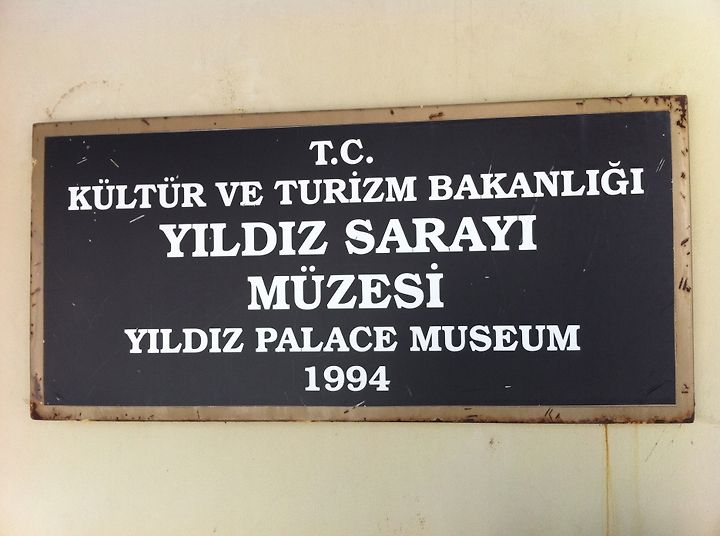 T.C.
KÜLTÜR VE TURİZM BAKANLIĞI
YILDIZ SARAYI
MÜZESİ
YILDIZ PALACE MUSEUM
1994